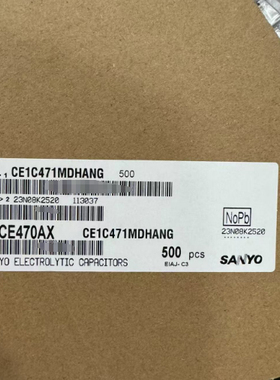 CE1C471MDHANG 500
2 23N08K2520 113037
NoPb
23N08K2520
CE470AX CE1C471MDHANG
500 pcs
YO ELECTROLYTIC CAPACITORS EIAJ-C3 SANYO